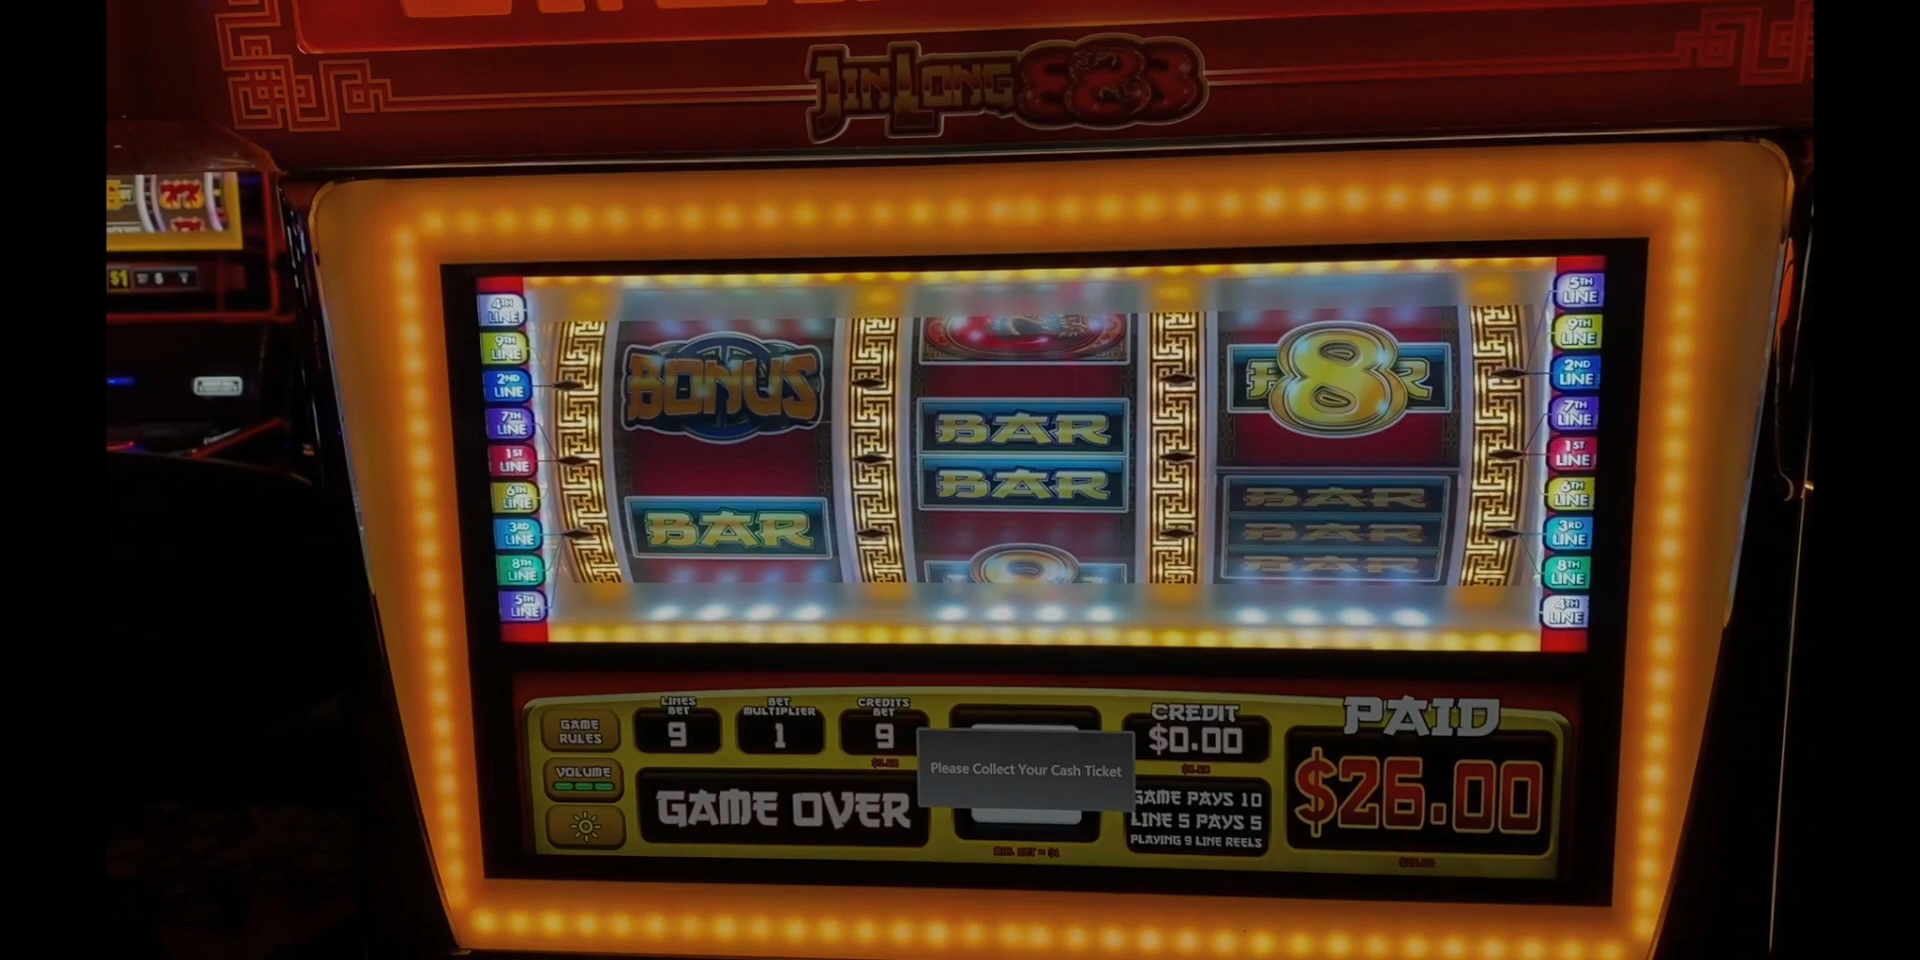 JINLONG 888
$1
5
4TH LINE
9TH LINE
2ND LINE
7TH LINE
1ST LINE
6TH LINE
3RD LINE
8TH LINE
5TH LINE
BONUS
BAR
BAR
BAR
8
BAR
BAR
BAR
5TH LINE
9TH LINE
2ND LINE
7TH LINE
1ST LINE
6TH LINE
3RD LINE
8TH LINE
4TH LINE
GAME RULES
VOLUME
LINES BET
9
BET MULTIPLIER
1
CREDITS BET
9
GAME OVER
Please Collect Your Cash Ticket
CREDIT
$0.00
GAME PAYS 10
LINE 5 PAYS 5
PLAYING 9 LINE REELS
PAID
$26.00